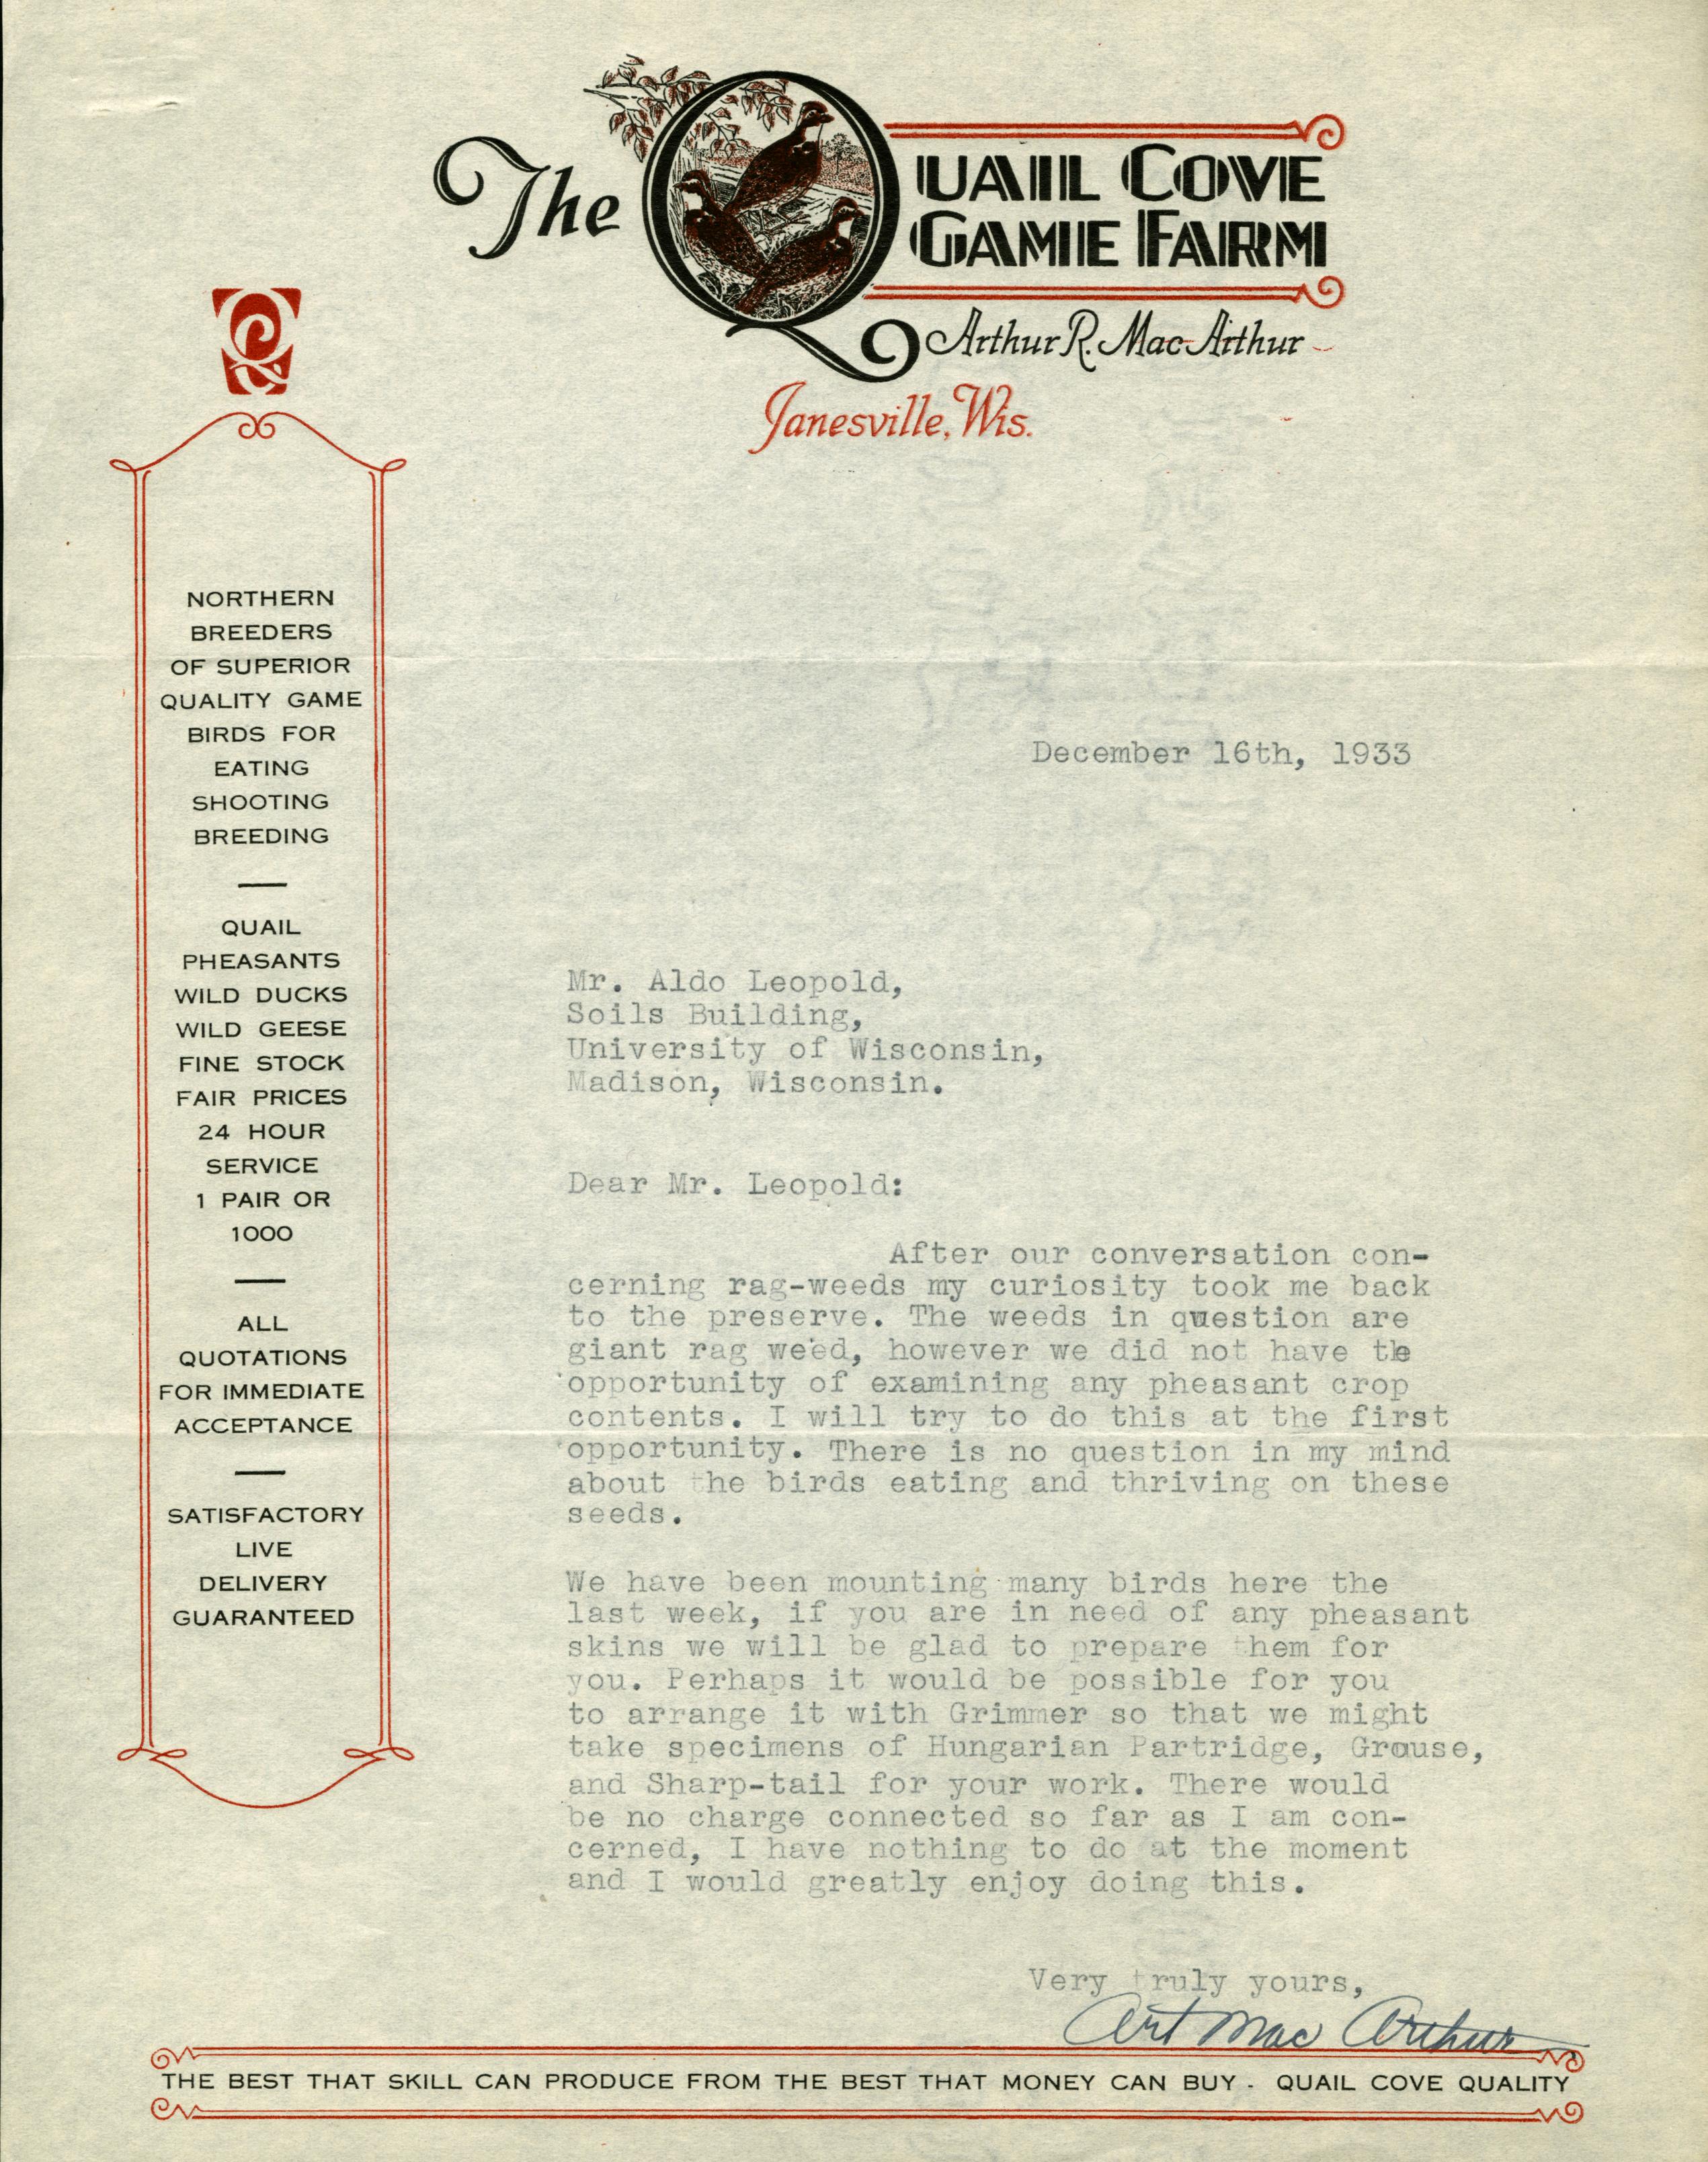 The QUAIL COVE
GAME FARM
Arthur R. MacArthur
Janesville, Wis.
NORTHERN
BREEDERS
OF SUPERIOR
QUALITY GAME
BIRDS FOR
EATING
SHOOTING
BREEDING
QUAIL
PHEASANTS
WILD DUCKS
WILD GEESE
FINE STOCK
FAIR PRICES
24 HOUR
SERVICE
1 PAIR OR
1000
ALL
QUOTATIONS
FOR IMMEDIATE
ACCEPTANCE
SATISFACTORY
LIVE
DELIVERY
GUARANTEED
December 16th, 1933
Mr. Aldo Leopold,
Soils Building,
University of Wisconsin,
Madison, Wisconsin.
Dear Mr. Leopold:
After our conversation con-
cerning rag-weeds my curiosity took me back
to the preserve. The weeds in question are
giant rag weed, however we did not have the
opportunity of examining any pheasant crop
contents. I will try to do this at the first
opportunity. There is no question in my mind
about the birds eating and thriving on these
seeds.
We have been mounting many birds here the
last week, if you are in need of any pheasant
skins we will be glad to prepare them for
you. Perhaps it would be possible for you
to arrange it with Grimmer so that we might
take specimens of Hungarian Partridge, Grouse,
and Sharp-tail for your work. There would
be no charge connected so far as I am con-
cerned, I have nothing to do at the moment
and I would greatly enjoy doing this.
Very truly yours,
Art Mac Arthur
THE BEST THAT SKILL CAN PRODUCE FROM THE BEST THAT MONEY CAN BUY - QUAIL COVE QUALITY